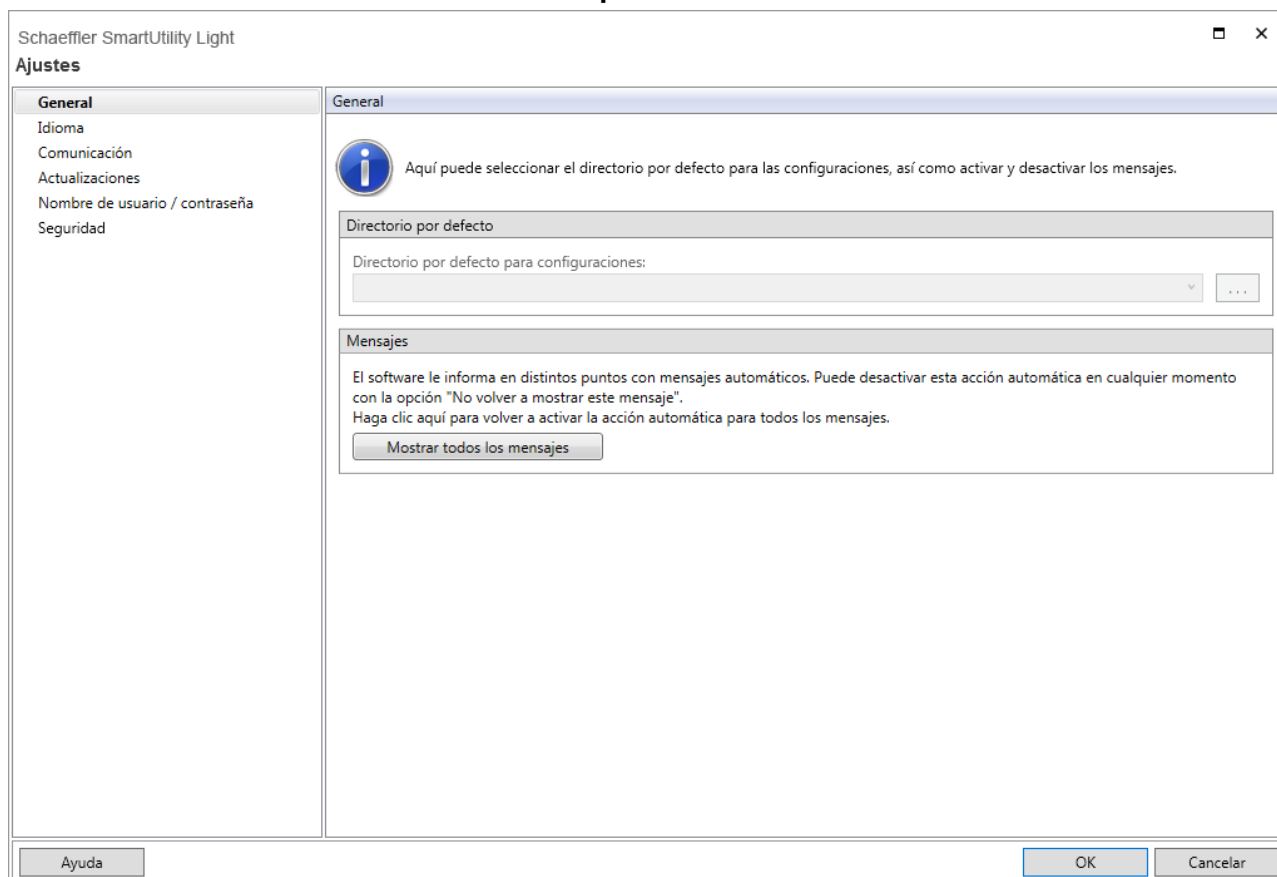 Schaeffler SmartUtility Light
Ajustes
General
Idioma
Comunicación
Actualizaciones
Nombre de usuario / contraseña
Seguridad
General
Aquí puede seleccionar el directorio por defecto para las configuraciones, así como activar y desactivar los mensajes.
Directorio por defecto
Directorio por defecto para configuraciones:
...
Mensajes
El software le informa en distintos puntos con mensajes automáticos. Puede desactivar esta acción automática en cualquier momento
con la opción "No volver a mostrar este mensaje".
Haga clic aquí para volver a activar la acción automática para todos los mensajes.
Mostrar todos los mensajes
Ayuda
OK
Cancelar